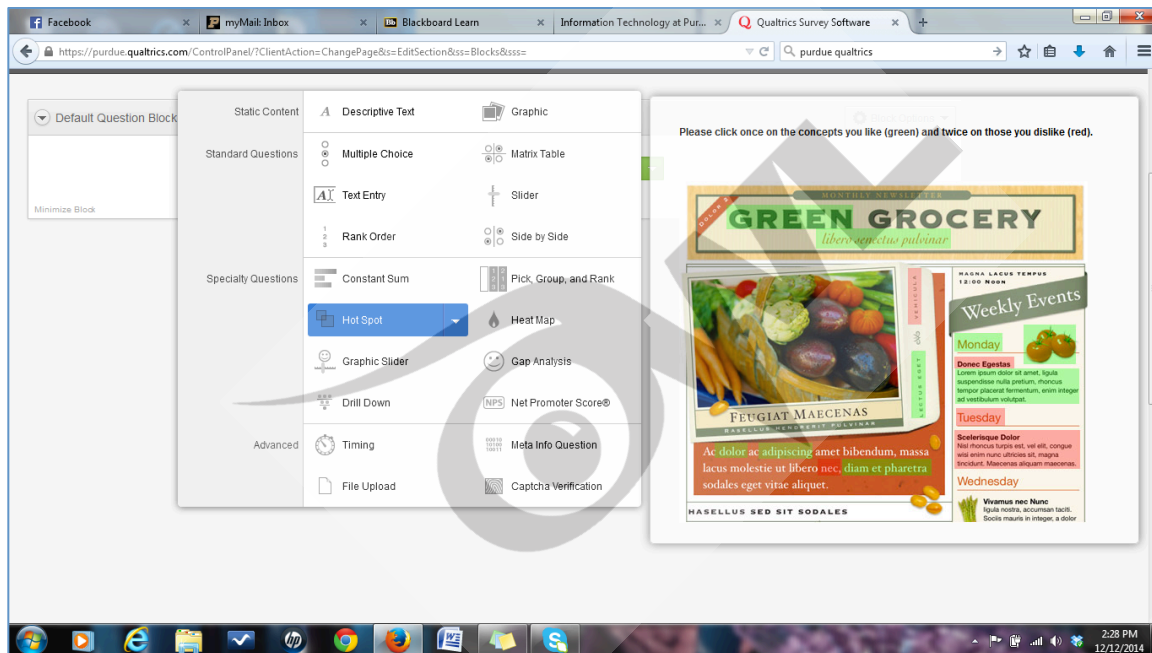 Facebook
myMail: Inbox
Bb Blackboard Learn
Information Technology at Pur...
Qualtrics Survey Software
https://purdue.qualtrics.com/ControlPanel/?ClientAction=ChangePage&s=EditSection&ss=Blocks&sss=
purdue qualtrics
Default Question Block
Minimize Block
Static Content
Descriptive Text
Graphic
Standard Questions
Multiple Choice
Matrix Table
Text Entry
Slider
Rank Order
Side by Side
Specialty Questions
Constant Sum
Pick, Group, and Rank
Hot Spot
Heat Map
Graphic Slider
Gap Analysis
Drill Down
NPS Net Promoter Score®
Advanced
Timing
Meta Info Question
File Upload
Captcha Verification
Please click once on the concepts you like (green) and twice on those you dislike (red).
MONTHLY NEWSLETTER
DOLOR 2
GREEN GROCERY
libero senectus pulvinar
MAGNA LACUS TEMPUS
12:00 NOON
Weekly Events
VEHICULA
LECTUS EGET
Monday
Donec Egestas
Lorem ipsum dolor sit amet, ligula
suspendisse nulla pretium, rhoncus
tempor placerat fermentum, enim integer
ad vestibulum volutpat.
Tuesday
Scelerisque Dolor
Nisl rhoncus turpis est, vel elit, congue
wisi enim nunc ultricies sit, magna
tincidunt. Maecenas aliquam maecenas.
Wednesday
Vivamus nec Nunc
ligula nostra, accumsan taciti.
Sociis mauris in integer, a dolor
FEUGIAT MAECENAS
NASELLUS HENDRERIT PULVINAR
Ac dolor ac adipiscing amet bibendum, massa
lacus molestie ut libero nec, diam et pharetra
sodales eget vitae aliquet.
HASELLUS SED SIT SODALES
2:28 PM
12/12/2014